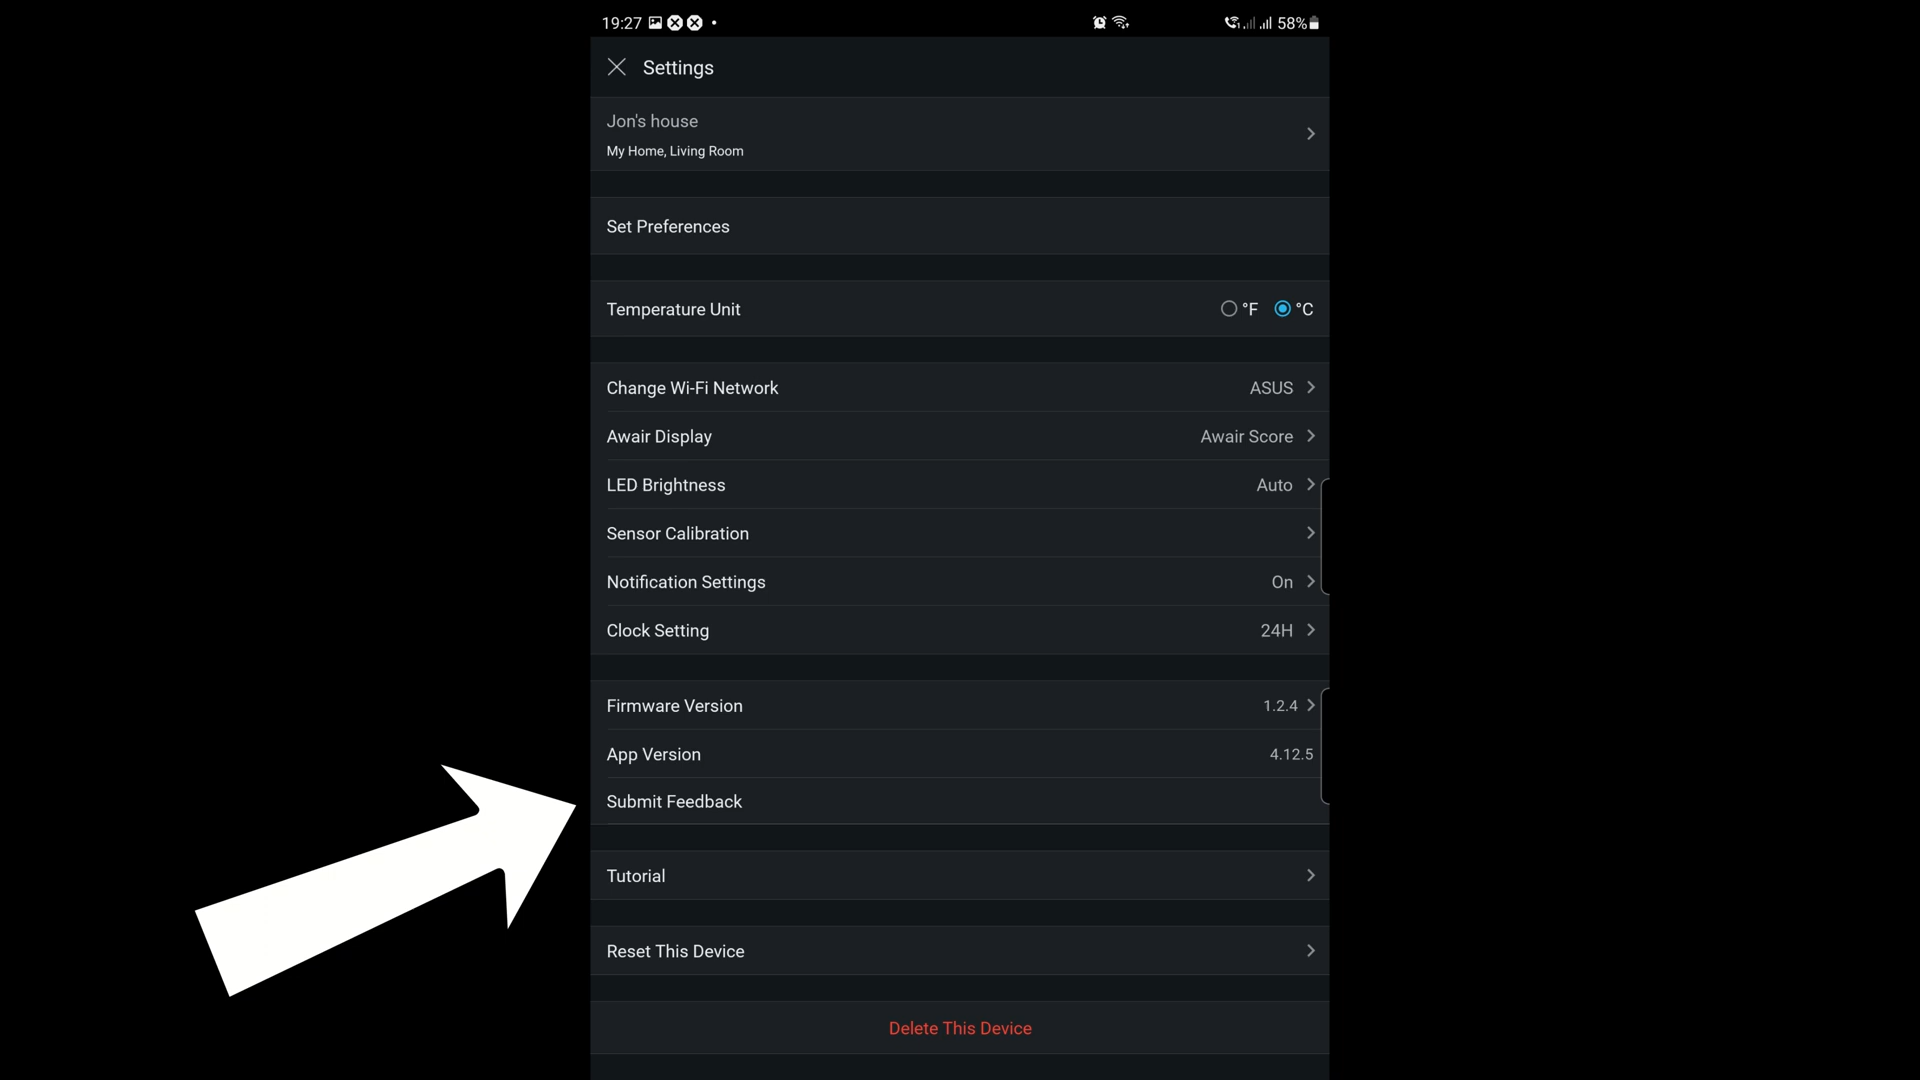 19:27 58%
Settings
Jon's house
My Home, Living Room
Set Preferences
Temperature Unit °F °C
Change Wi-Fi Network ASUS
Awair Display Awair Score
LED Brightness Auto
Sensor Calibration
Notification Settings On
Clock Setting 24H
Firmware Version 1.2.4
App Version 4.12.5
Submit Feedback
Tutorial
Reset This Device
Delete This Device